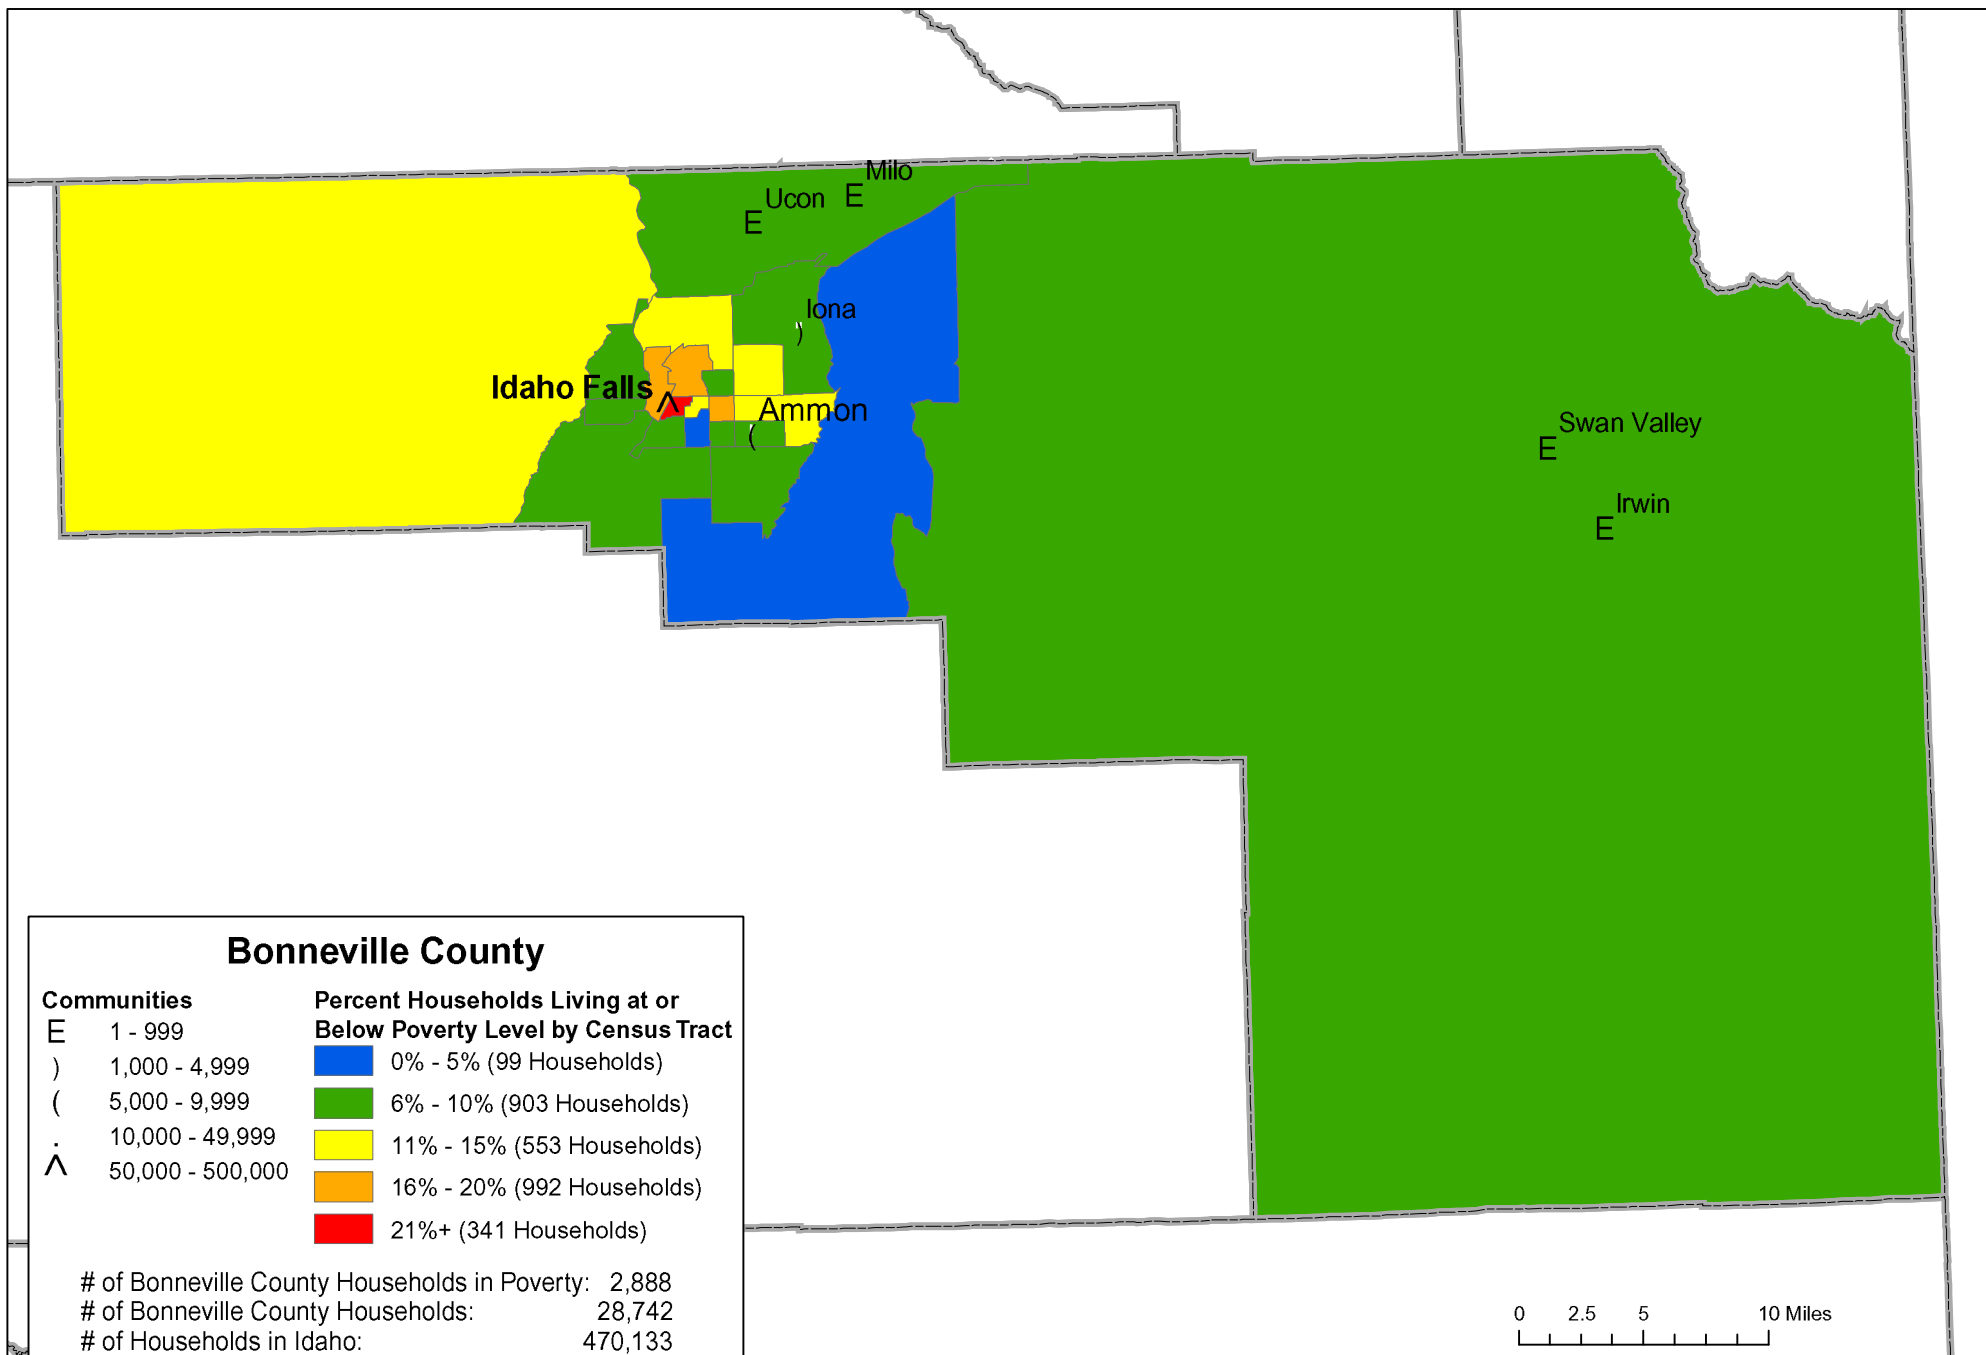 Milo
E
Ucon
E
Iona
)
Idaho Falls
^
Ammon
(
Swan Valley
E
Irwin
E
Bonneville County
Communities
E 1 - 999
) 1,000 - 4,999
( 5,000 - 9,999
. 10,000 - 49,999
^ 50,000 - 500,000
Percent Households Living at or
Below Poverty Level by Census Tract
0% - 5% (99 Households)
6% - 10% (903 Households)
11% - 15% (553 Households)
16% - 20% (992 Households)
21%+ (341 Households)
# of Bonneville County Households in Poverty: 2,888
# of Bonneville County Households: 28,742
# of Households in Idaho: 470,133
0 2.5 5 10 Miles